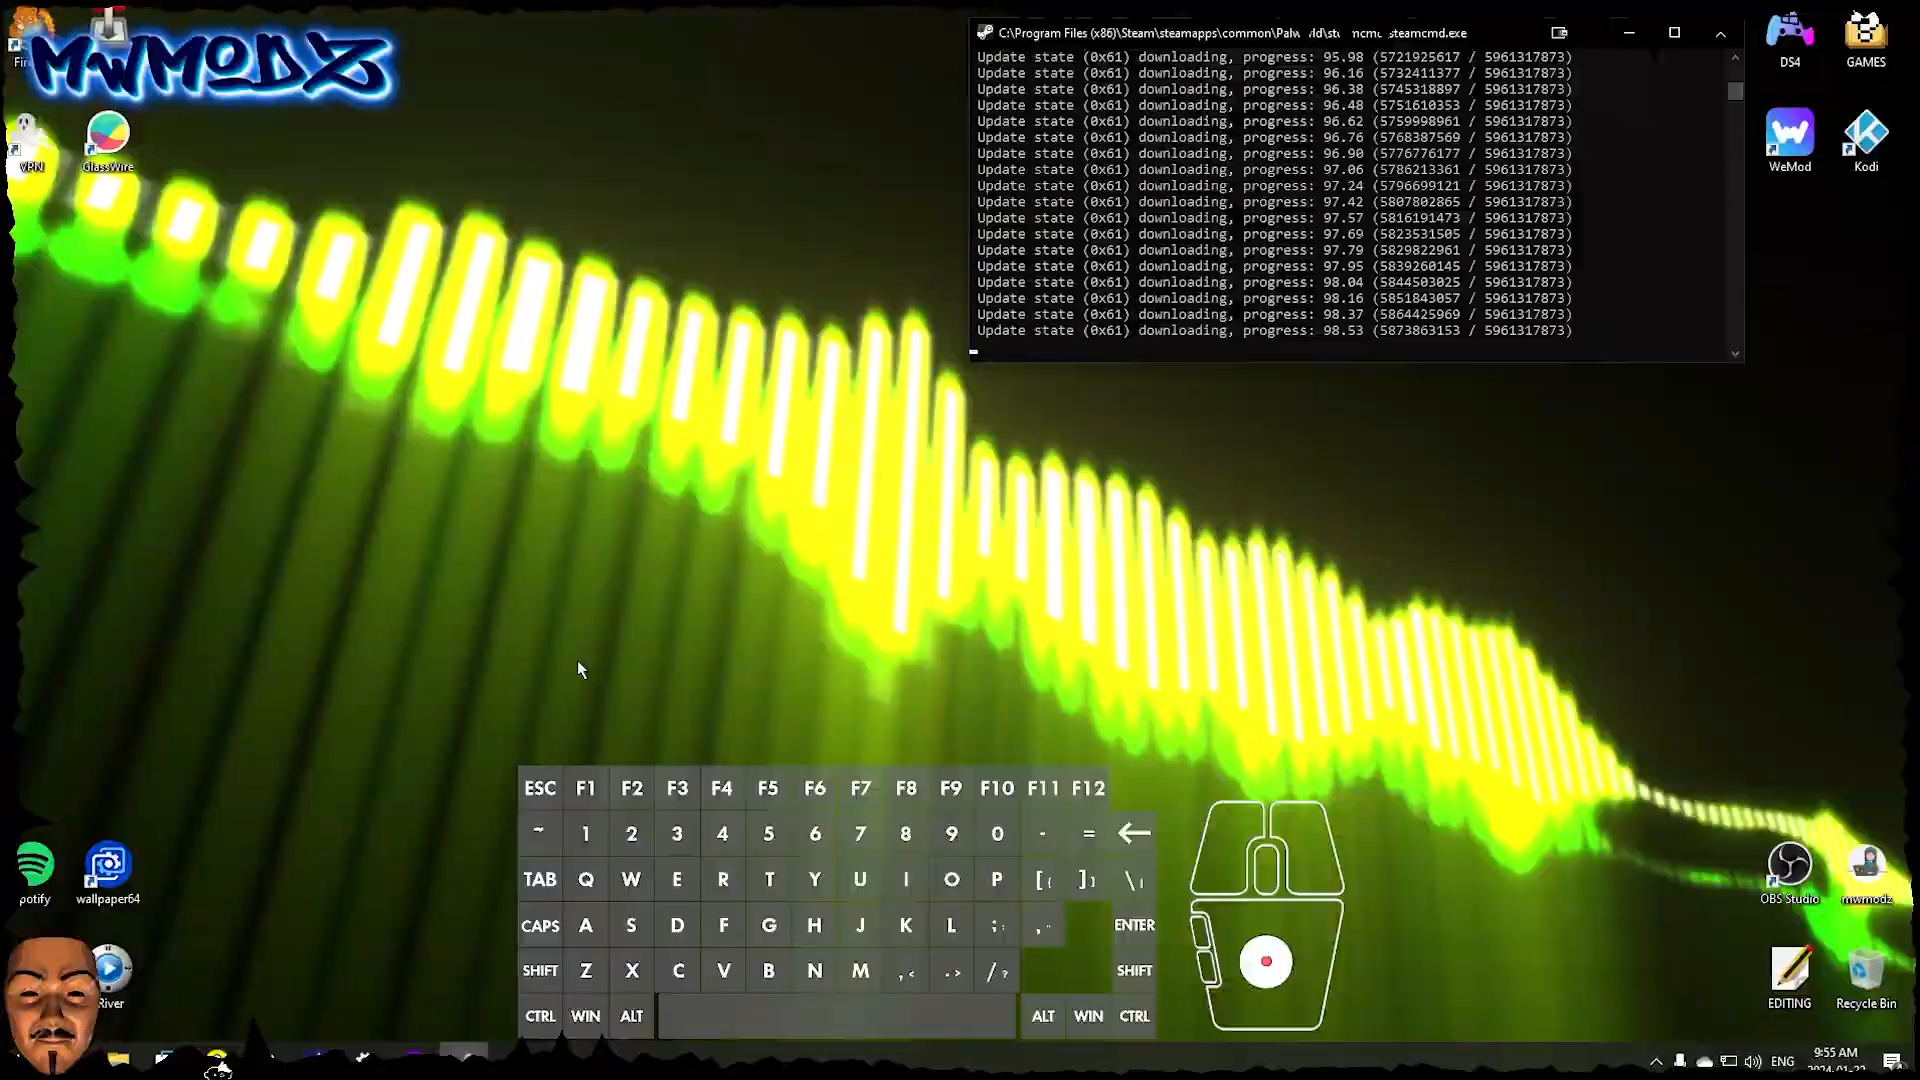 MWMODZ
VPN
GlassWire
C:\Program Files (x86)\Steam\steamapps\common\Palw
steamcmd.exe
Update state (0x61) downloading, progress: 95.98 (5721925617 / 5961317873)
Update state (0x61) downloading, progress: 96.16 (5732411377 / 5961317873)
Update state (0x61) downloading, progress: 96.38 (5745318897 / 5961317873)
Update state (0x61) downloading, progress: 96.48 (5751610353 / 5961317873)
Update state (0x61) downloading, progress: 96.62 (5759998961 / 5961317873)
Update state (0x61) downloading, progress: 96.76 (5768387569 / 5961317873)
Update state (0x61) downloading, progress: 96.90 (5776776177 / 5961317873)
Update state (0x61) downloading, progress: 97.06 (5786213361 / 5961317873)
Update state (0x61) downloading, progress: 97.24 (5796699121 / 5961317873)
Update state (0x61) downloading, progress: 97.42 (5807802865 / 5961317873)
Update state (0x61) downloading, progress: 97.57 (5816191473 / 5961317873)
Update state (0x61) downloading, progress: 97.69 (5823531505 / 5961317873)
Update state (0x61) downloading, progress: 97.79 (5829822961 / 5961317873)
Update state (0x61) downloading, progress: 97.95 (5839260145 / 5961317873)
Update state (0x61) downloading, progress: 98.04 (5844503025 / 5961317873)
Update state (0x61) downloading, progress: 98.16 (5851843057 / 5961317873)
Update state (0x61) downloading, progress: 98.37 (5864425969 / 5961317873)
Update state (0x61) downloading, progress: 98.53 (5873863153 / 5961317873)
DS4
GAMES
WeMod
Kodi
ESC F1 F2 F3 F4 F5 F6 F7 F8 F9 F10 F11 F12
~ 1 2 3 4 5 6 7 8 9 0 - = ←
TAB Q W E R T Y U I O P [{ ]} \|
CAPS A S D F G H J K L ;: ," ENTER
SHIFT Z X C V B N M ,< .> /? SHIFT
CTRL WIN ALT ALT WIN CTRL
potify
wallpaper64
River
OBS Studio
mwmodz
EDITING
Recycle Bin
ENG
9:55 AM